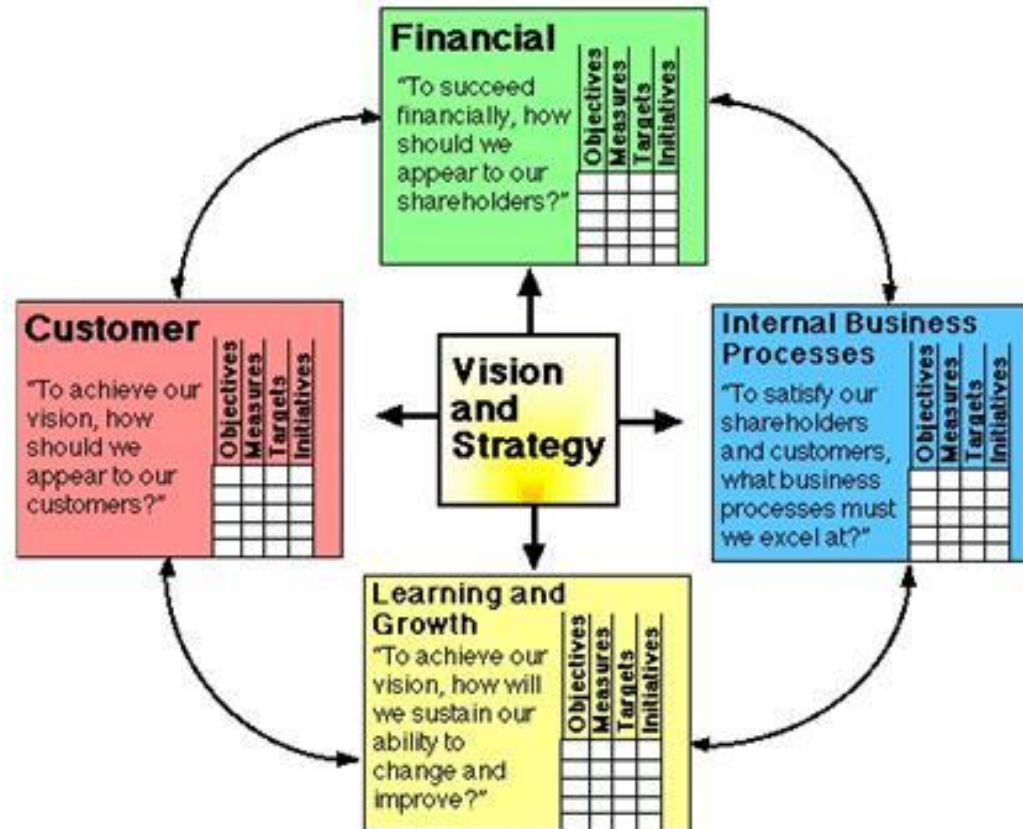 Financial
“To succeed
financially, how
should we
appear to our
shareholders?”
Objectives
Measures
Targets
Initiatives
Customer
“To achieve our
vision, how
should we
appear to our
customers?”
Objectives
Measures
Targets
Initiatives
Vision
and
Strategy
Internal Business
Processes
“To satisfy our
shareholders
and customers,
what business
processes must
we excel at?”
Objectives
Measures
Targets
Initiatives
Learning and
Growth
“To achieve our
vision, how will
we sustain our
ability to
change and
improve?”
Objectives
Measures
Targets
Initiatives